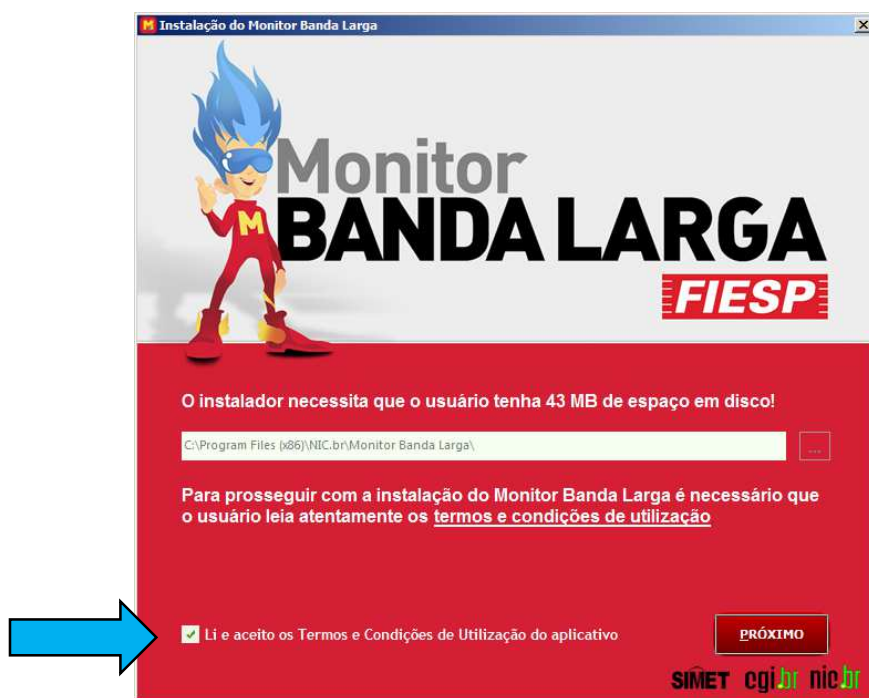 Instalação do Monitor Banda Larga
Monitor
BANDA LARGA
FIESP
M
O instalador necessita que o usuário tenha 43 MB de espaço em disco!
C:\Program Files (x86)\NIC.br\Monitor Banda Larga\
...
Para prosseguir com a instalação do Monitor Banda Larga é necessário que
o usuário leia atentamente os termos e condições de utilização
Li e aceito os Termos e Condições de Utilização do aplicativo
PRÓXIMO
SIMET cgi.br nic.br